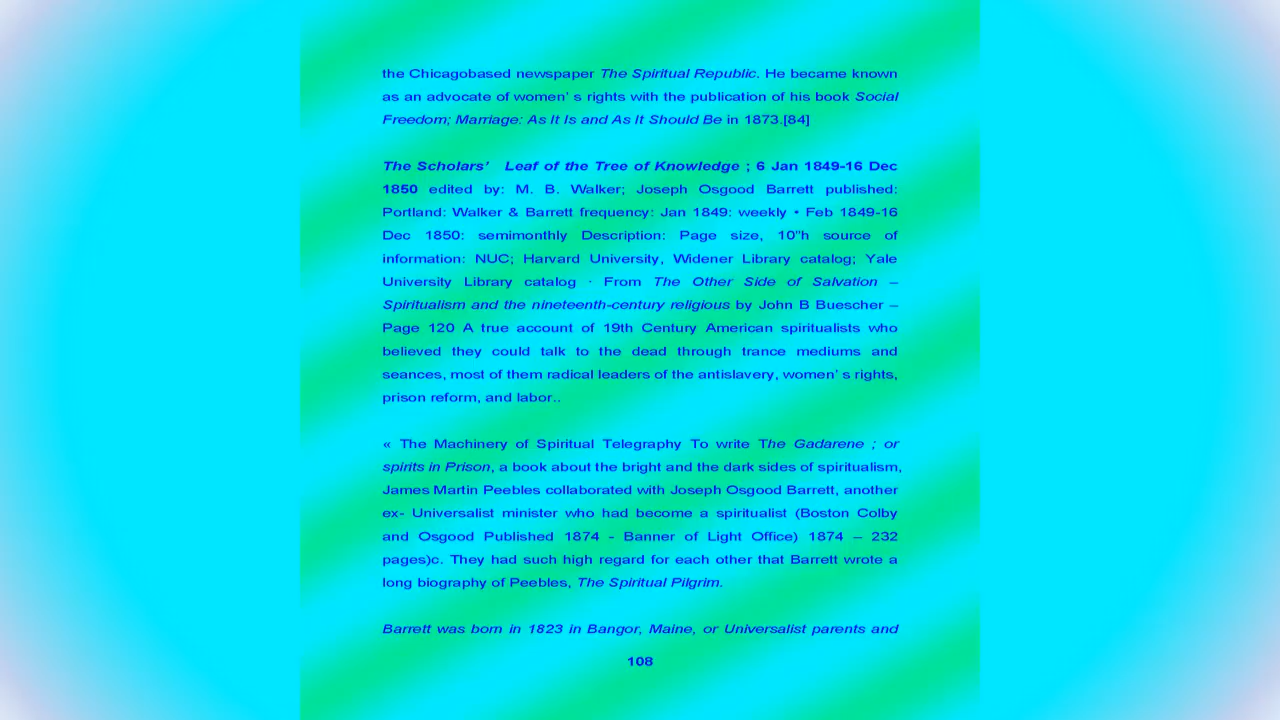 the Chicagobased newspaper The Spiritual Republic. He became known
as an advocate of women’ s rights with the publication of his book Social
Freedom; Marriage: As It Is and As It Should Be in 1873.[84]
The Scholars’ Leaf of the Tree of Knowledge ; 6 Jan 1849-16 Dec
1850 edited by: M. B. Walker; Joseph Osgood Barrett published:
Portland: Walker & Barrett frequency: Jan 1849: weekly • Feb 1849-16
Dec 1850: semimonthly Description: Page size, 10"h source of
information: NUC; Harvard University, Widener Library catalog; Yale
University Library catalog · From The Other Side of Salvation –
Spiritualism and the nineteenth-century religious by John B Buescher –
Page 120 A true account of 19th Century American spiritualists who
believed they could talk to the dead through trance mediums and
seances, most of them radical leaders of the antislavery, women’ s rights,
prison reform, and labor..
« The Machinery of Spiritual Telegraphy To write The Gadarene ; or
spirits in Prison, a book about the bright and the dark sides of spiritualism,
James Martin Peebles collaborated with Joseph Osgood Barrett, another
ex- Universalist minister who had become a spiritualist (Boston Colby
and Osgood Published 1874 - Banner of Light Office) 1874 – 232
pages)c. They had such high regard for each other that Barrett wrote a
long biography of Peebles, The Spiritual Pilgrim.
Barrett was born in 1823 in Bangor, Maine, or Universalist parents and
108